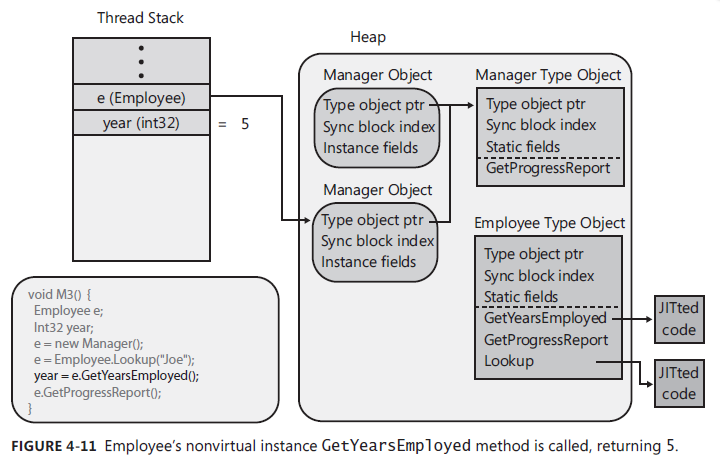 Thread Stack
e (Employee)
year (int32)
= 5
Heap
Manager Object
Type object ptr
Sync block index
Instance fields
Manager Object
Type object ptr
Sync block index
Instance fields
Manager Type Object
Type object ptr
Sync block index
Static fields
GetProgressReport
Employee Type Object
Type object ptr
Sync block index
Static fields
GetYearsEmployed
GetProgressReport
Lookup
JITted
code
JITted
code
void M3() {
Employee e;
Int32 year;
e = new Manager();
e = Employee.Lookup("Joe");
year = e.GetYearsEmployed();
e.GetProgressReport();
}
FIGURE 4-11 Employee’s nonvirtual instance GetYearsEmployed method is called, returning 5.